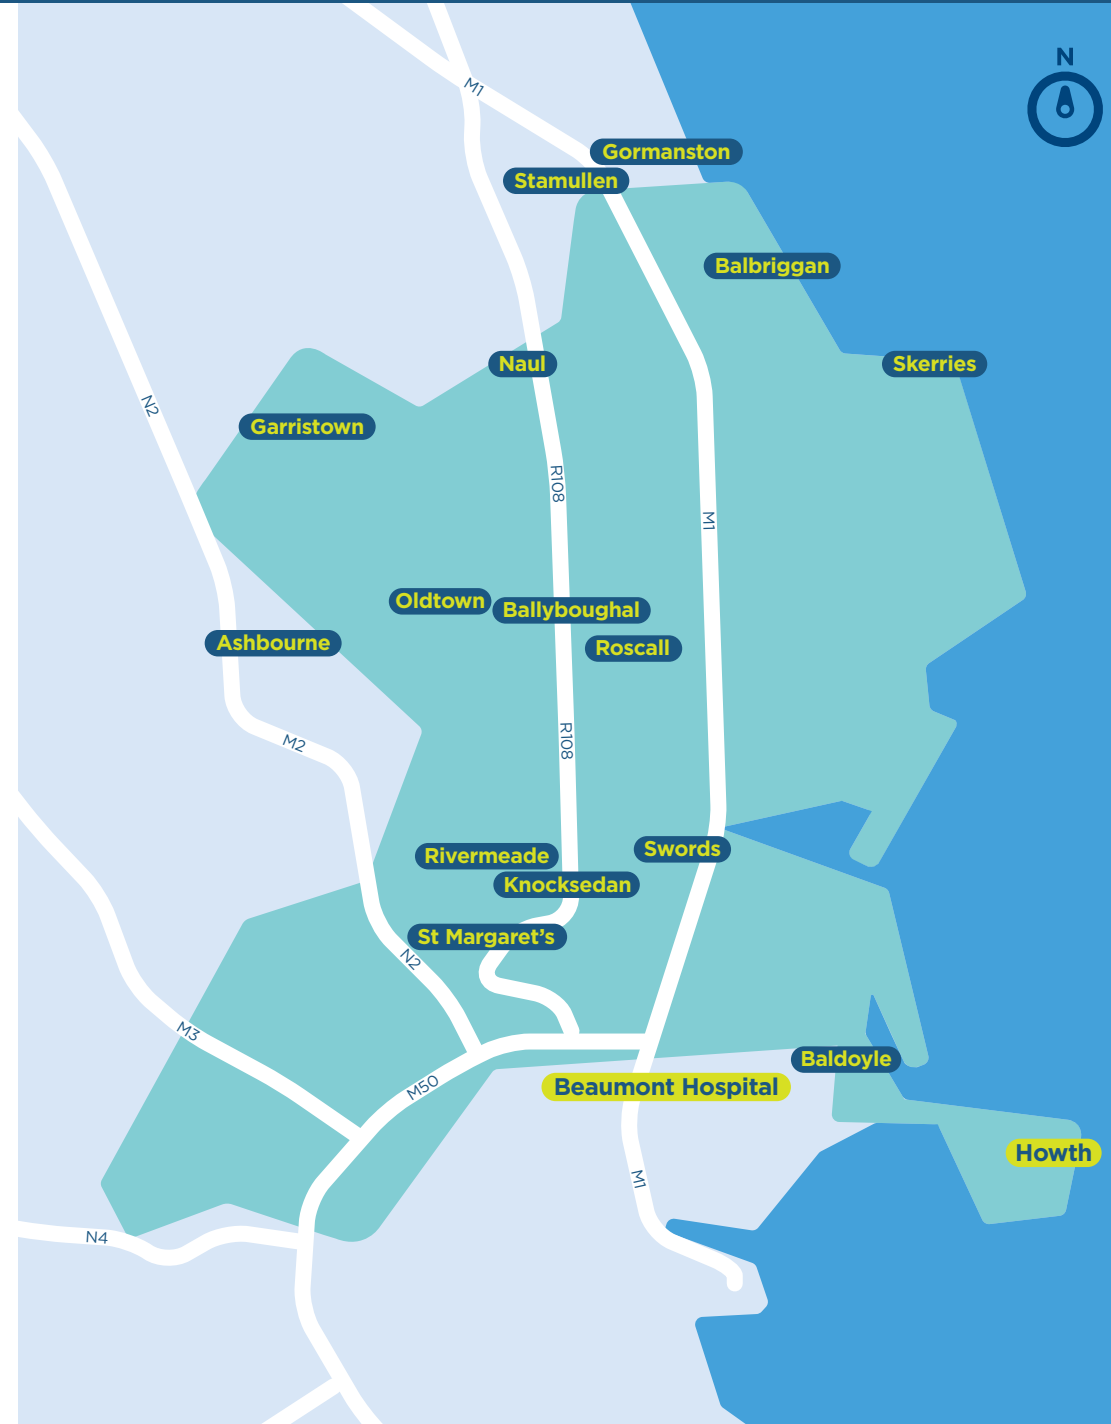 N
M1
Gormanston
Stamullen
Balbriggan
Naul
Skerries
N2
Garristown
R108
M1
Oldtown
Ballyboughal
Ashbourne
Roscall
M2
R108
Swords
Rivermeade
Knocksedan
St Margaret's
N2
M3
Baldoyle
M50
Beaumont Hospital
Howth
M1
N4